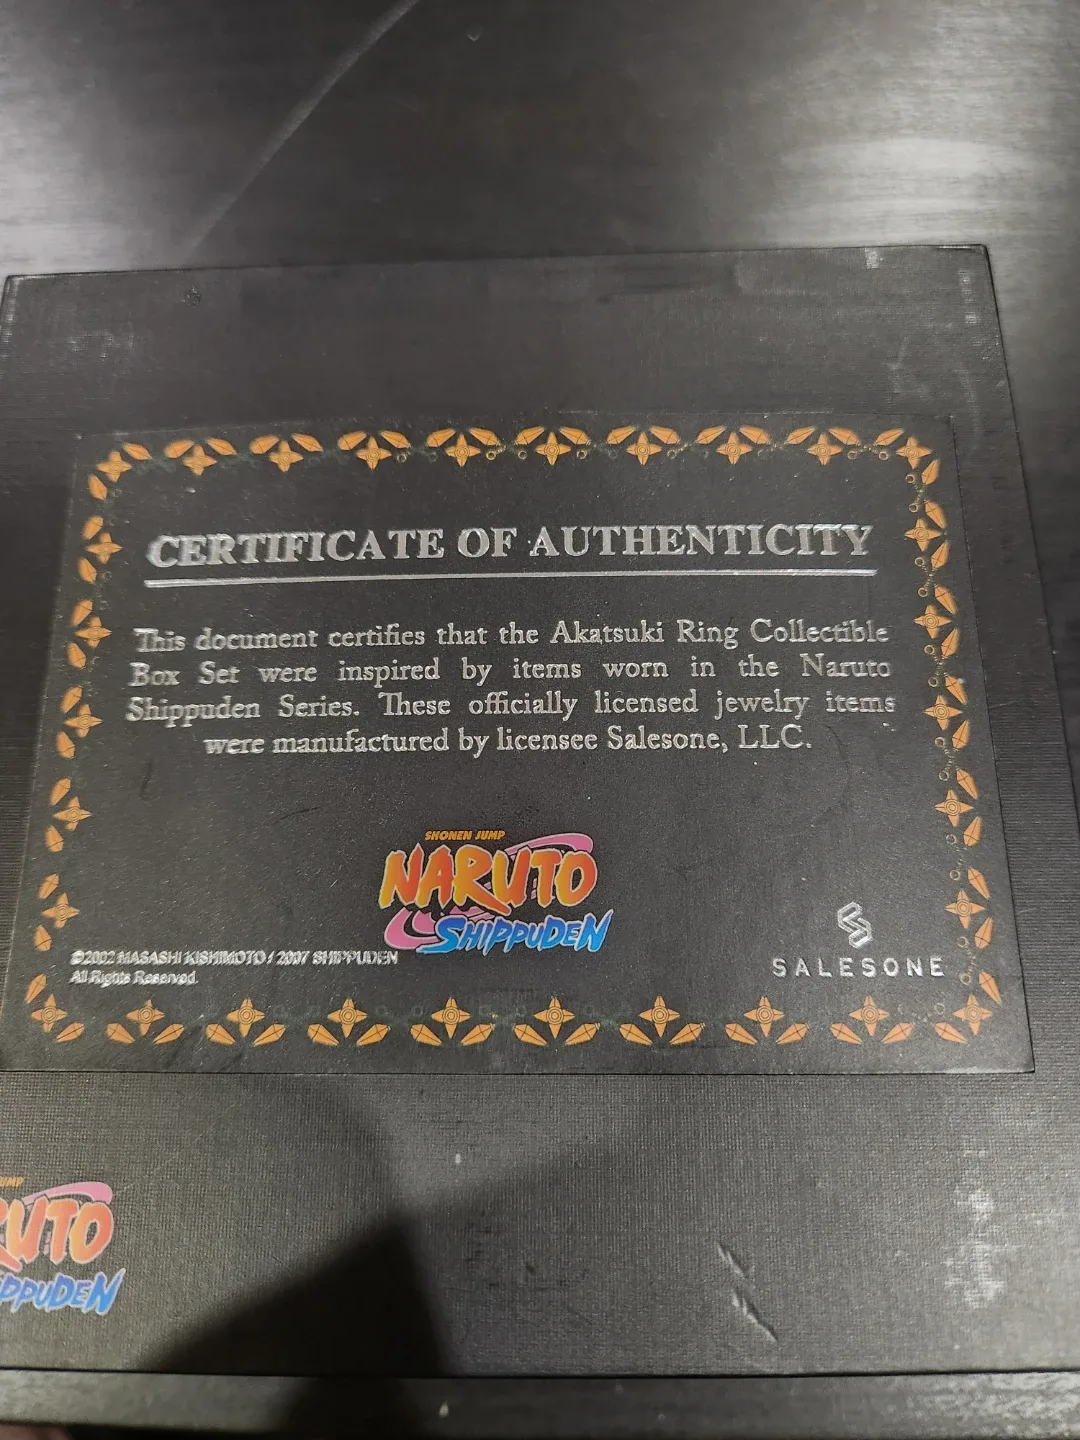 CERTIFICATE OF AUTHENTICITY
This document certifies that the Akatsuki Ring Collectible
Box Set were inspired by items worn in the Naruto
Shippuden Series. These officially licensed jewelry items
were manufactured by licensee Salesone, LLC.
SHONEN JUMP
NARUTO
SHIPPUDEN
©2002 MASASHI KISHIMOTO / 2007 SHIPPUDEN
All Rights Reserved.
SALESONE
JUMP
RUTO
IPPUDEN